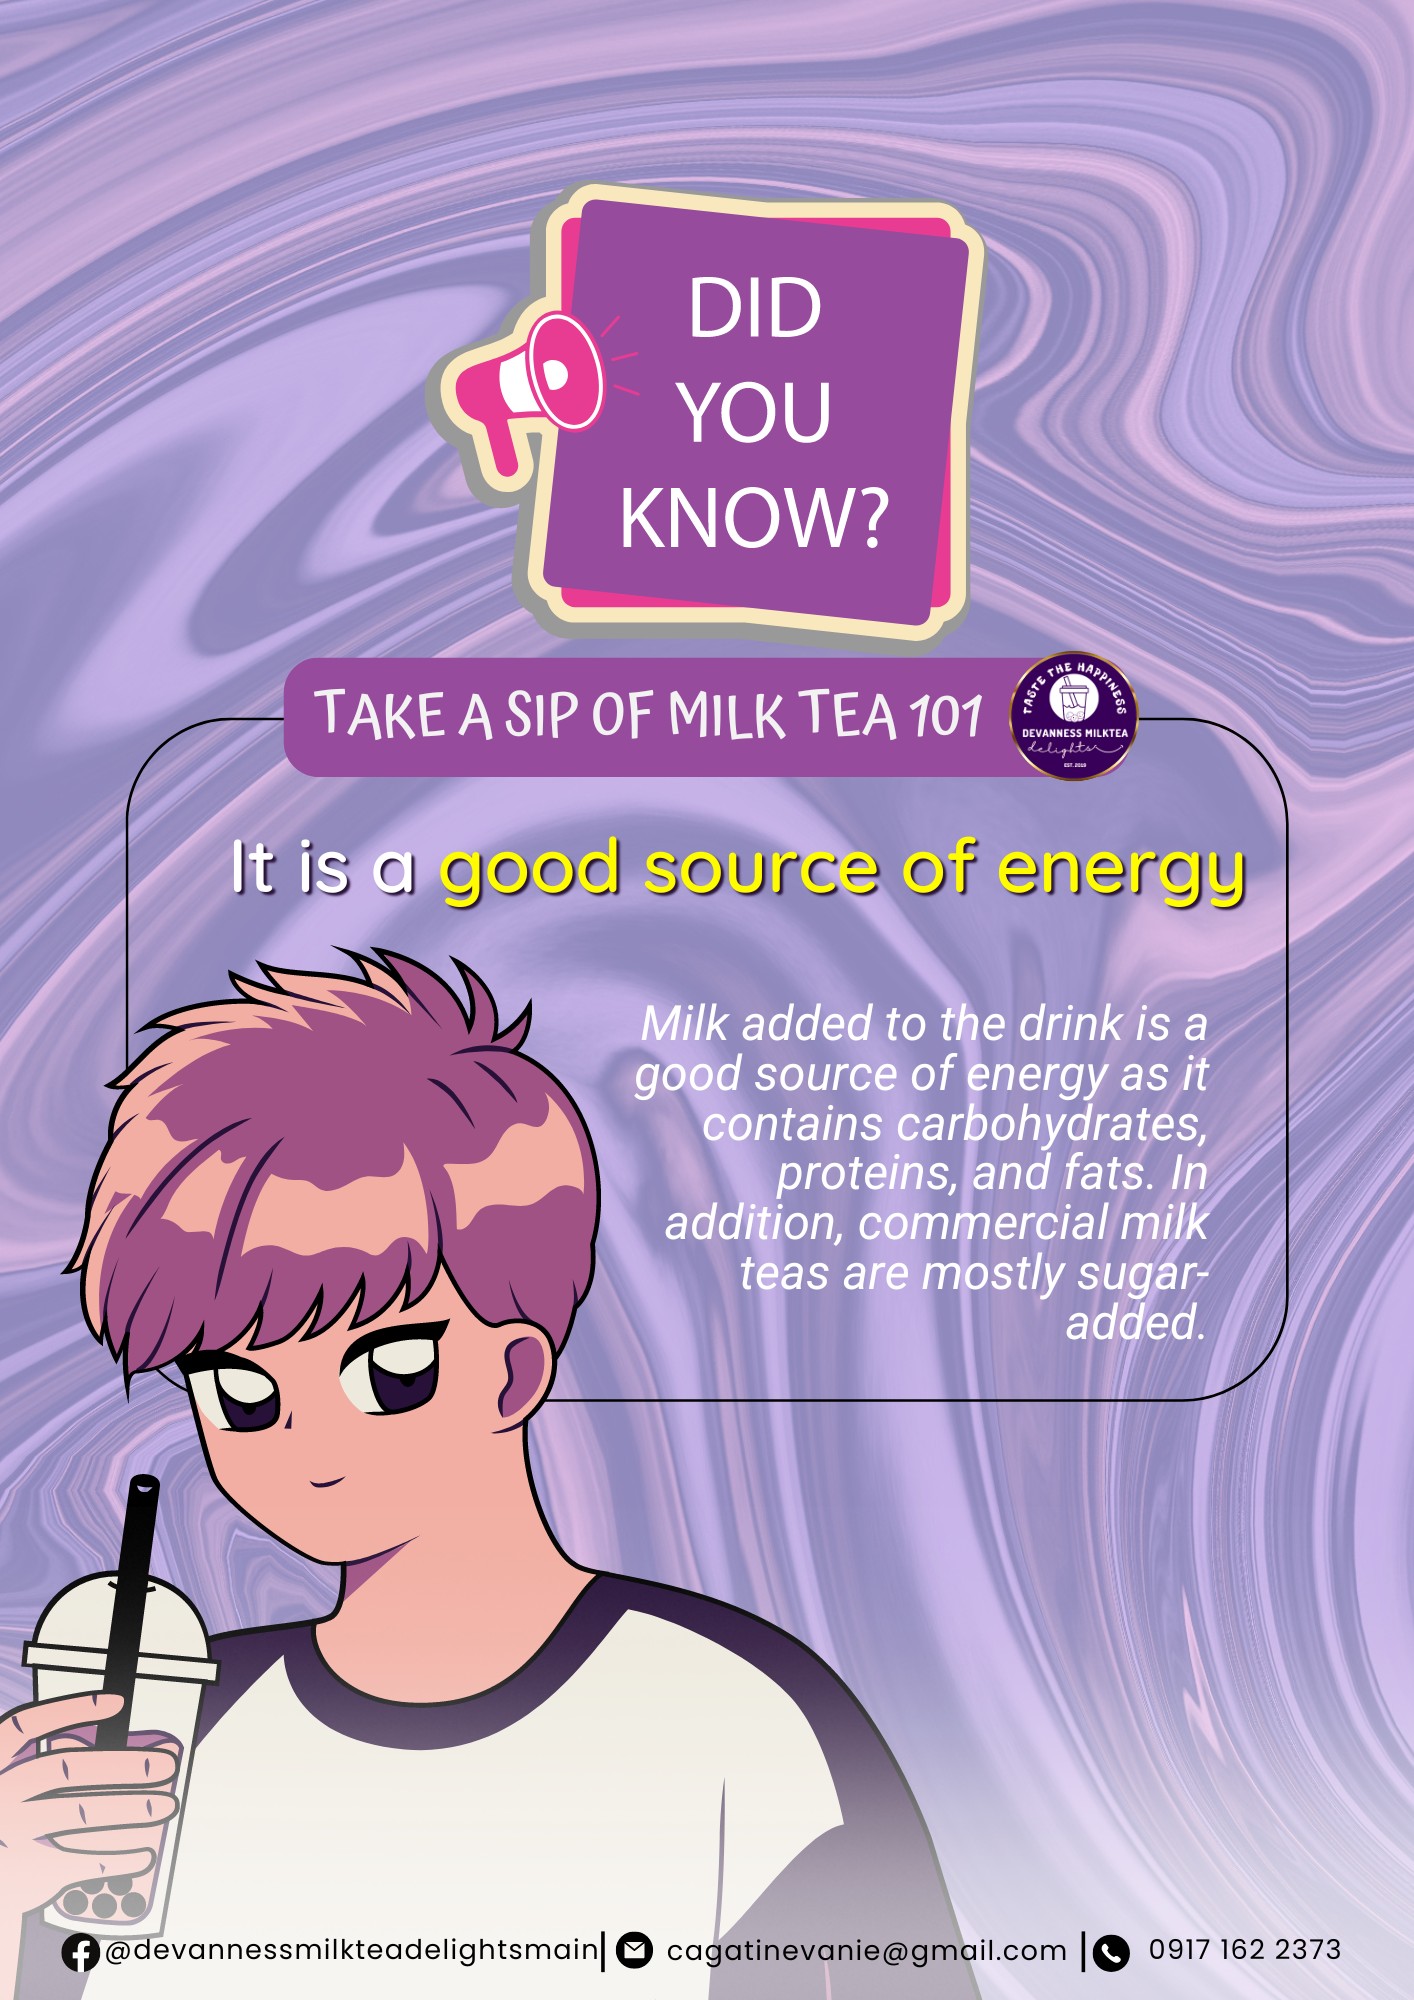 DID
YOU
KNOW?
TAKE A SIP OF MILK TEA 101
TASTE THE HAPPINESS
DEVANNESS MILKTEA
delights
EST. 2019
It is a good source of energy
Milk added to the drink is a
good source of energy as it
contains carbohydrates,
proteins, and fats. In
addition, commercial milk
teas are mostly sugar-
added.
@devannessmilkteadelightsmain| cagatinevanie@gmail.com | 0917 162 2373